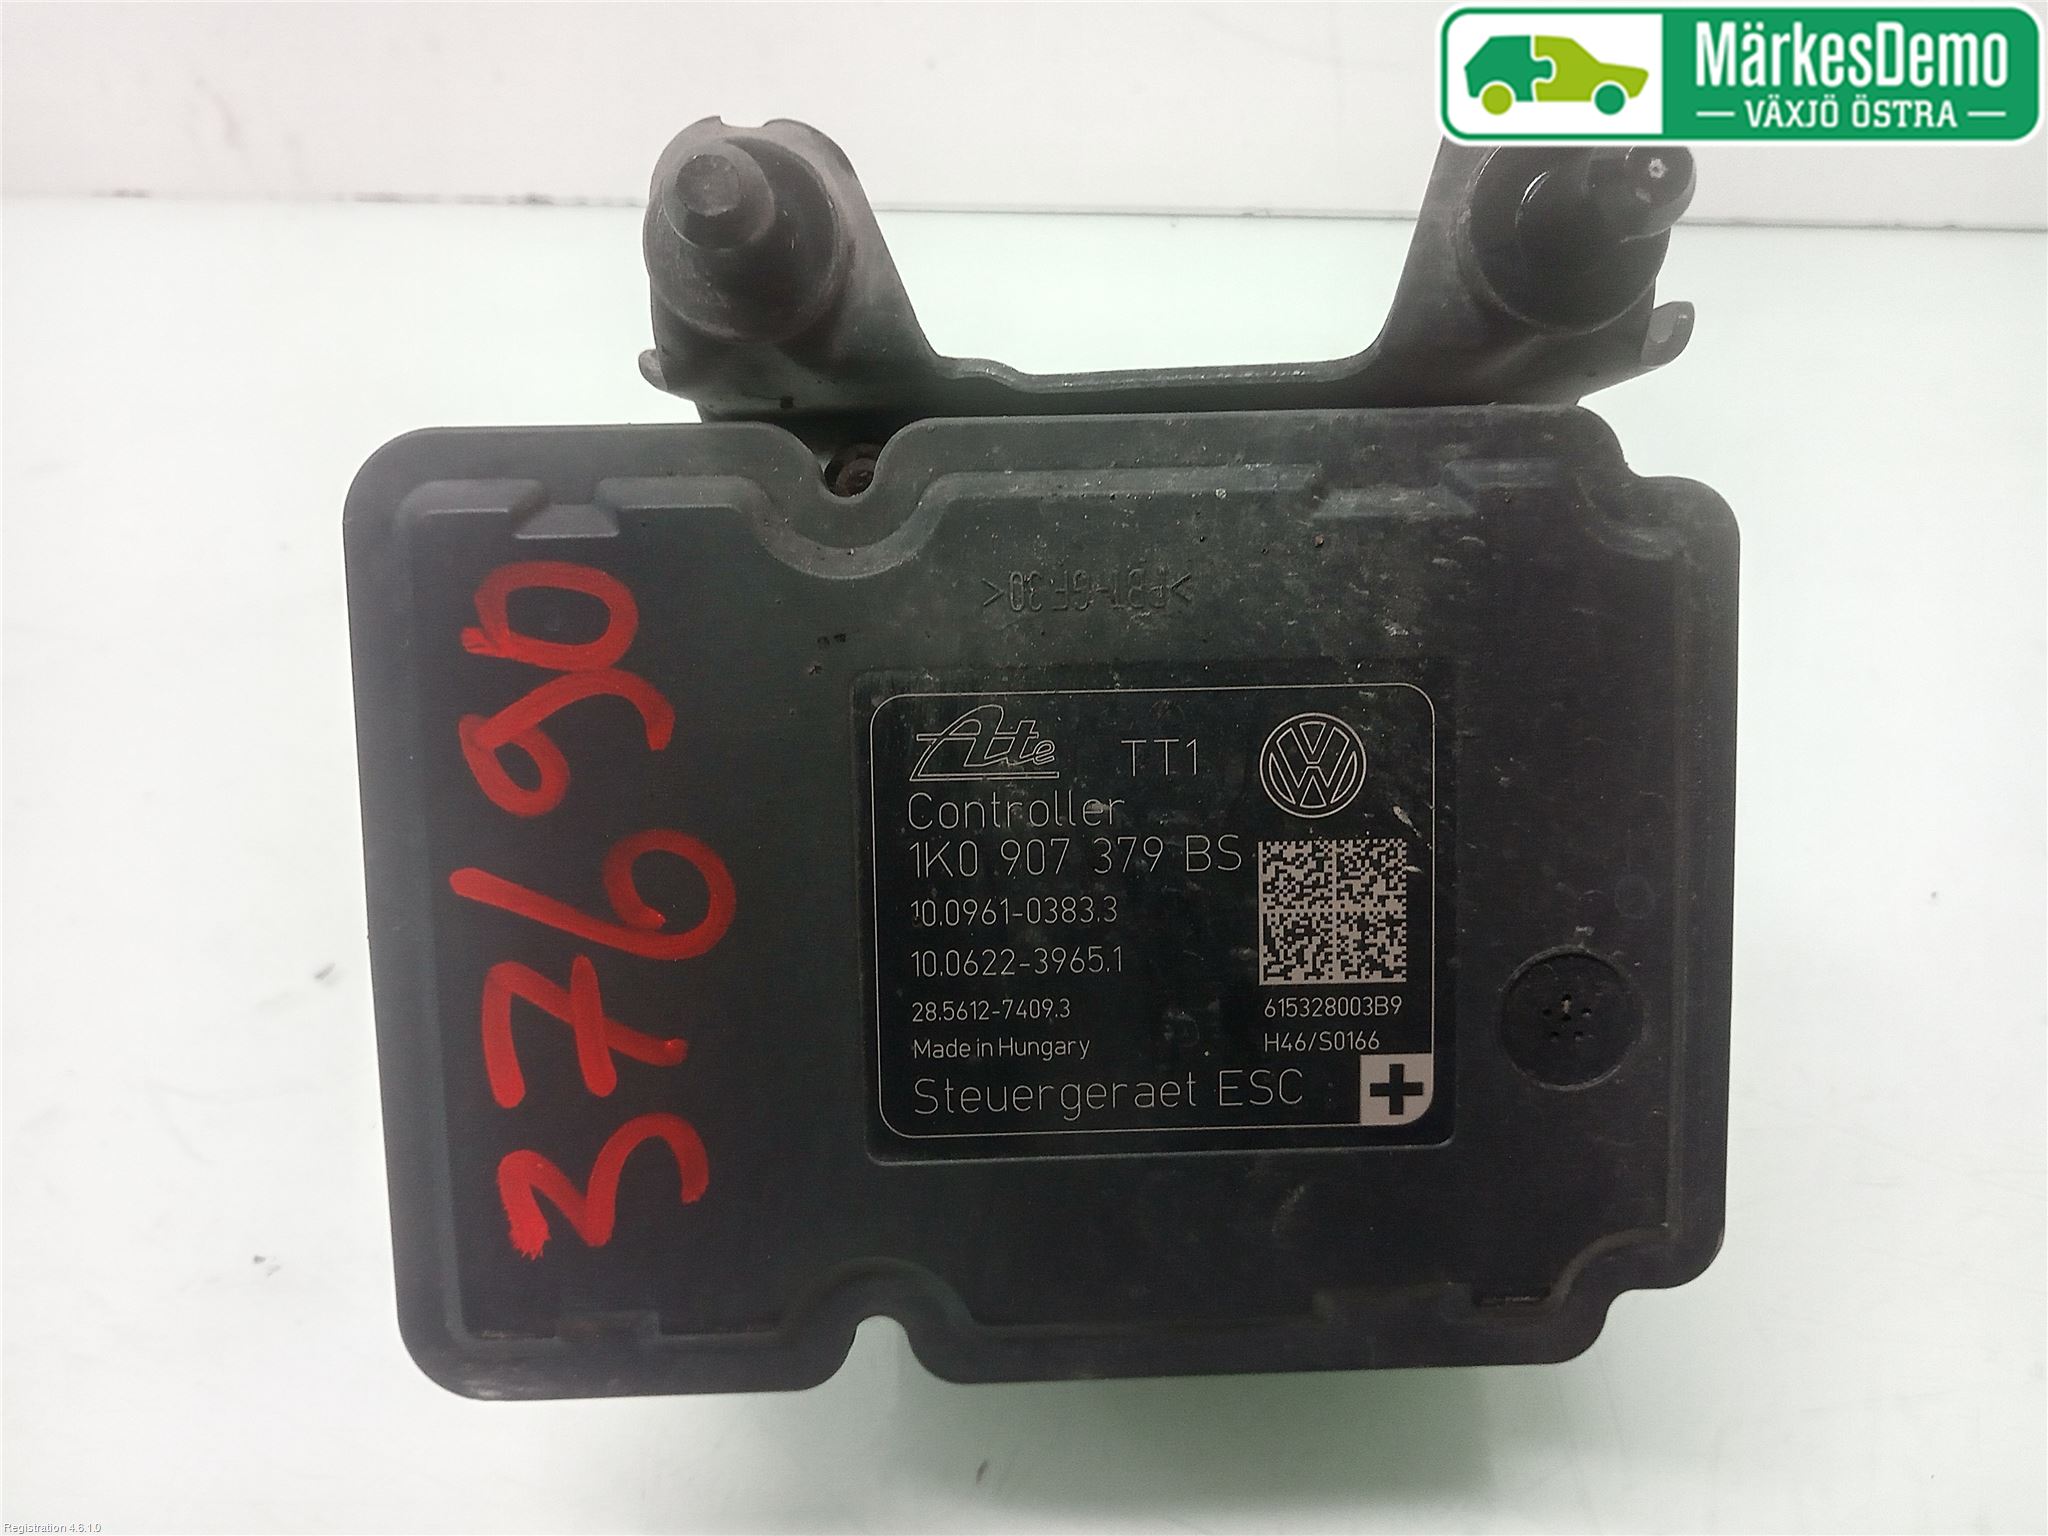 MärkesDemo
— VÄXJÖ ÖSTRA —
>PBT-GF30<
Ate TT1
Controller
1K0 907 379 BS
10.0961-0383.3
10.0622-3965.1
28.5612-7409.3
615328003B9
Made in Hungary
H46/S0166
Steuergeraet ESC
37690
Registration 4.6.1.0